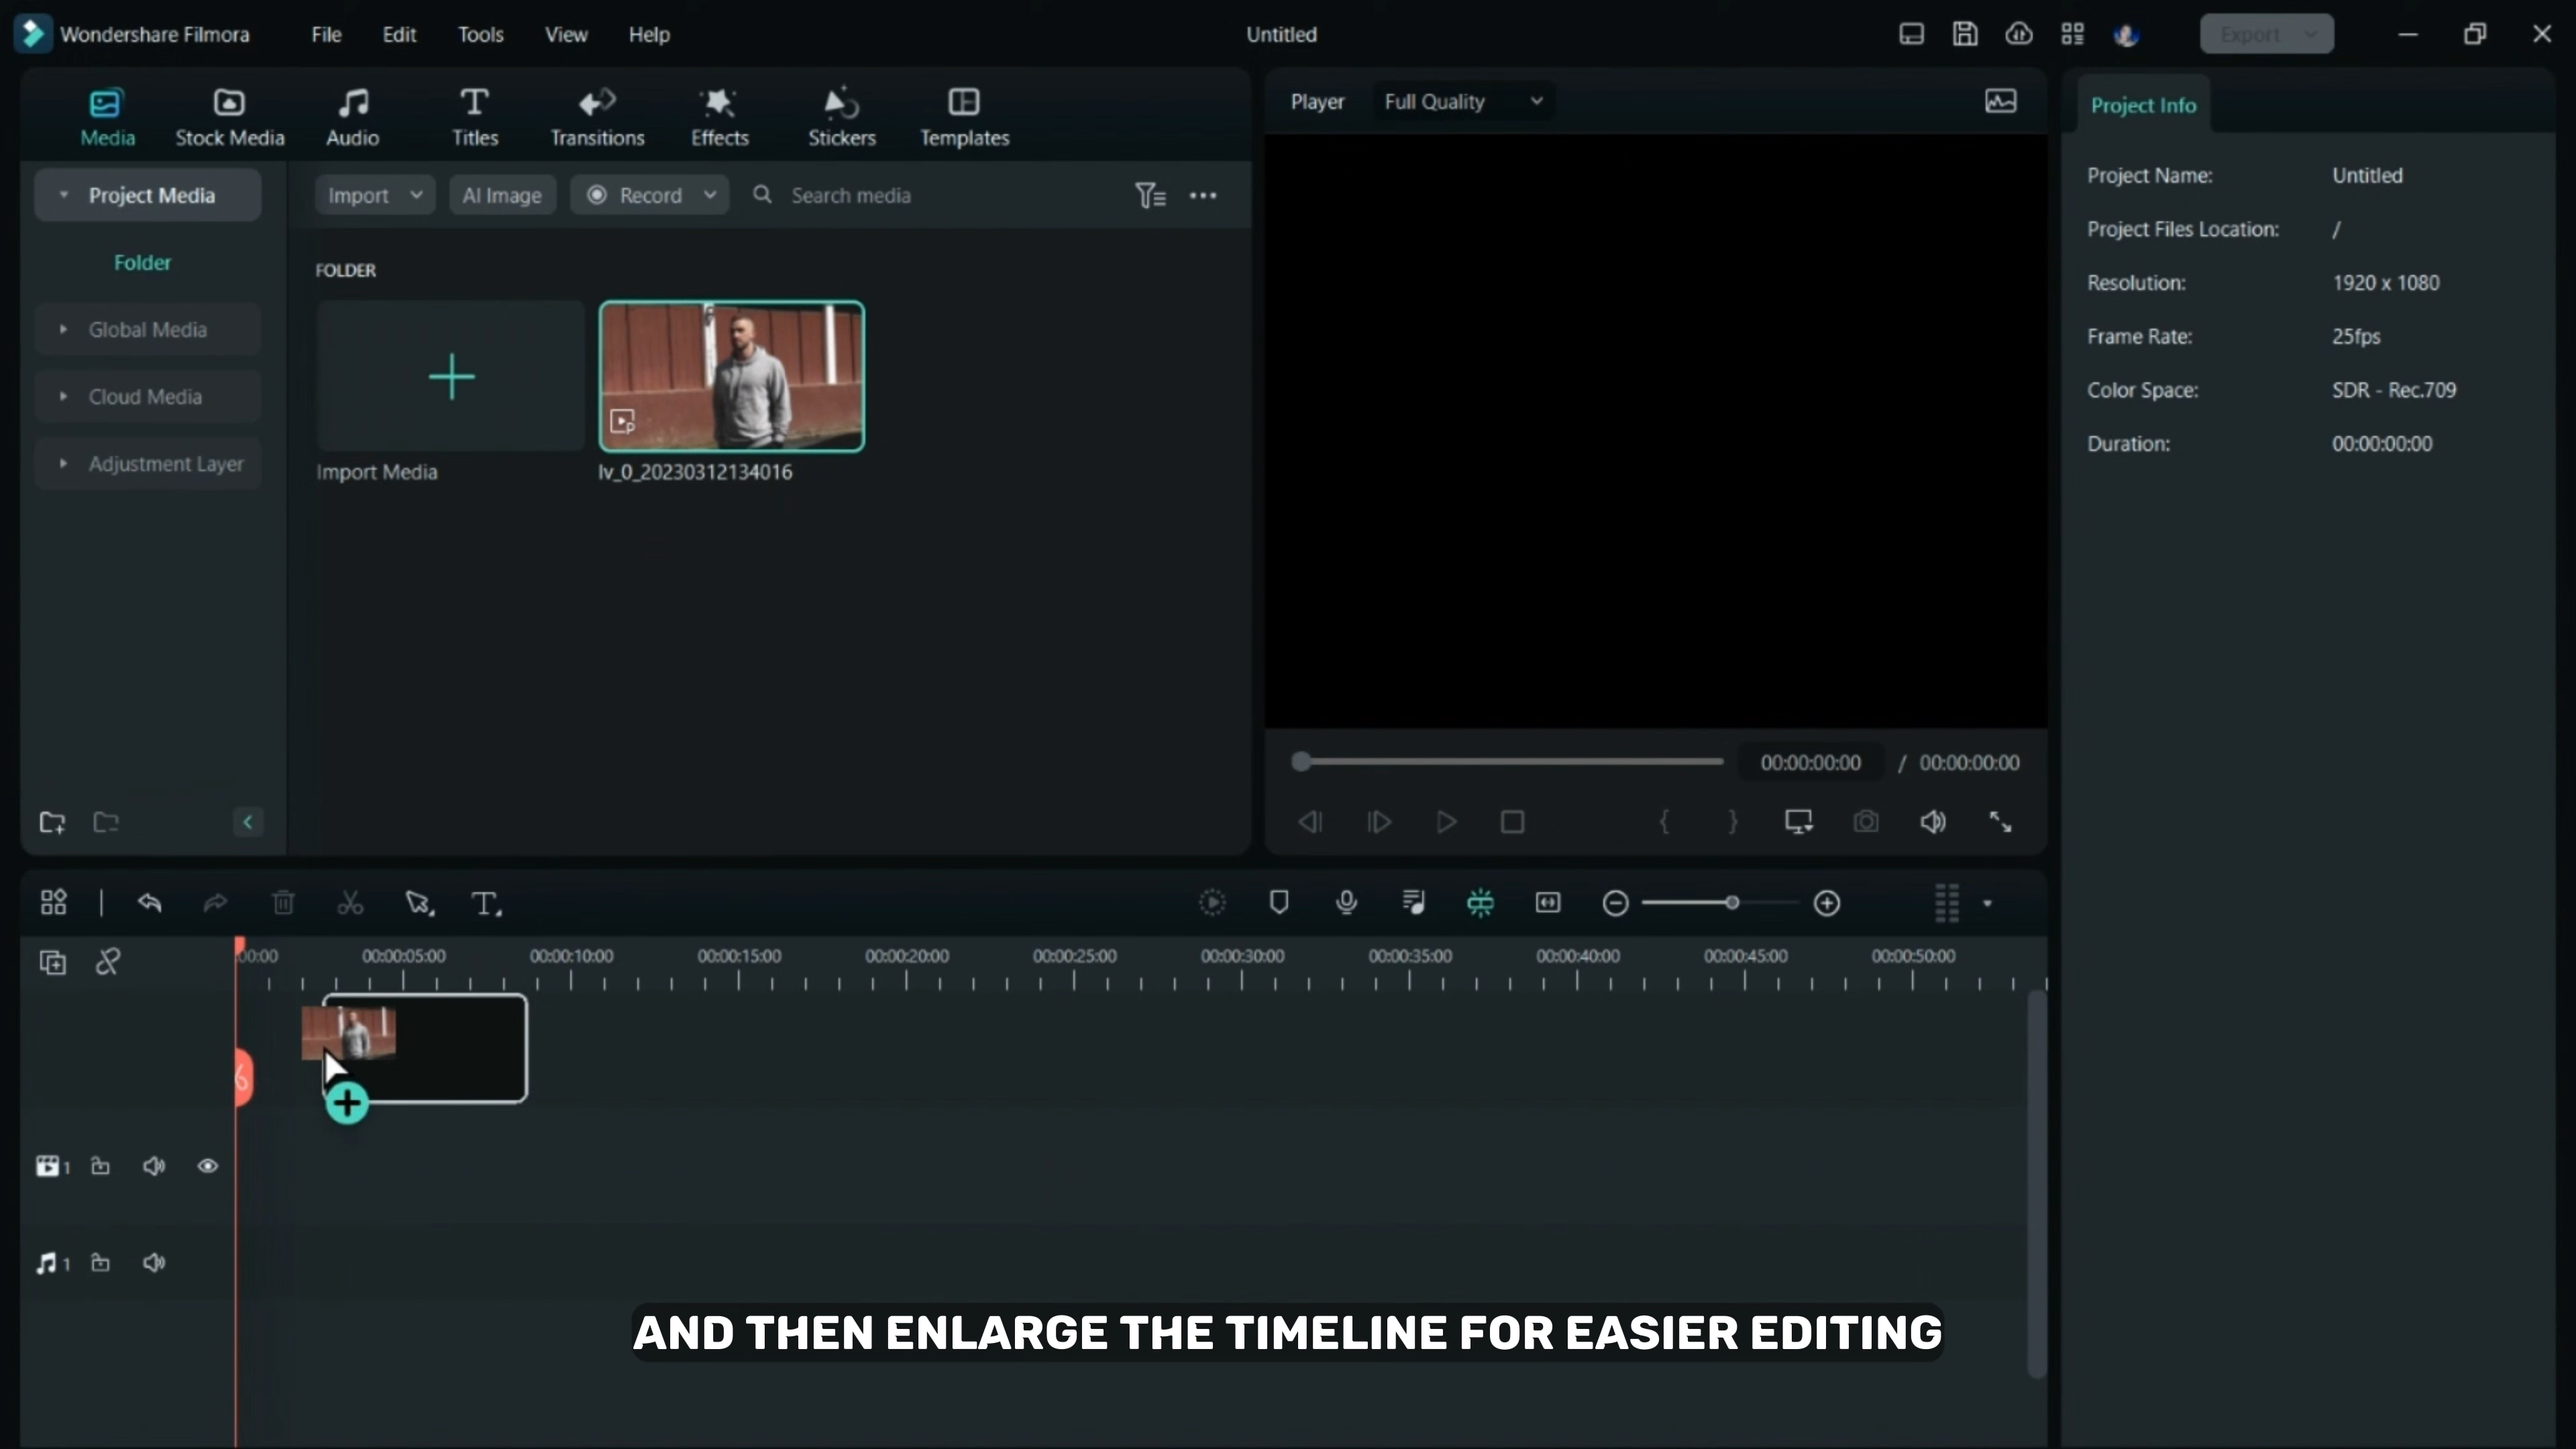 Wondershare Filmora File Edit Tools View Help Untitled Export
Media Stock Media Audio Titles Transitions Effects Stickers Templates
Project Media
Folder
Global Media
Cloud Media
Adjustment Layer
Import AI Image Record Search media
FOLDER
Import Media
lv_0_20230312134016
Player Full Quality
00:00:00:00 / 00:00:00:00
Project Info
Project Name: Untitled
Project Files Location: /
Resolution: 1920 x 1080
Frame Rate: 25fps
Color Space: SDR - Rec.709
Duration: 00:00:00:00
00:00 00:00:05:00 00:00:10:00 00:00:15:00 00:00:20:00 00:00:25:00 00:00:30:00 00:00:35:00 00:00:40:00 00:00:45:00 00:00:50:00
1
1
AND THEN ENLARGE THE TIMELINE FOR EASIER EDITING